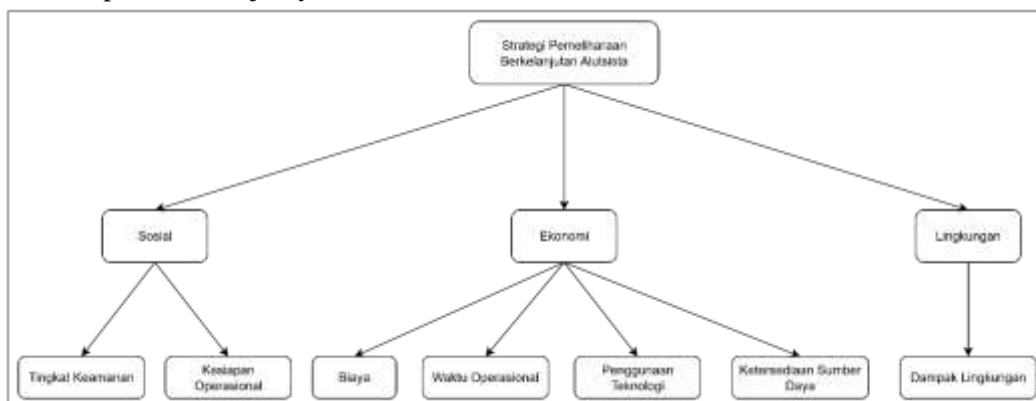 Strategi Pemeliharaan
Berkelanjutan Alutsista
Sosial
Ekonomi
Lingkungan
Tingkat Keamanan
Kesiapan
Operasional
Biaya
Waktu Operasional
Penggunaan
Teknologi
Ketersediaan Sumber
Daya
Dampak Lingkungan